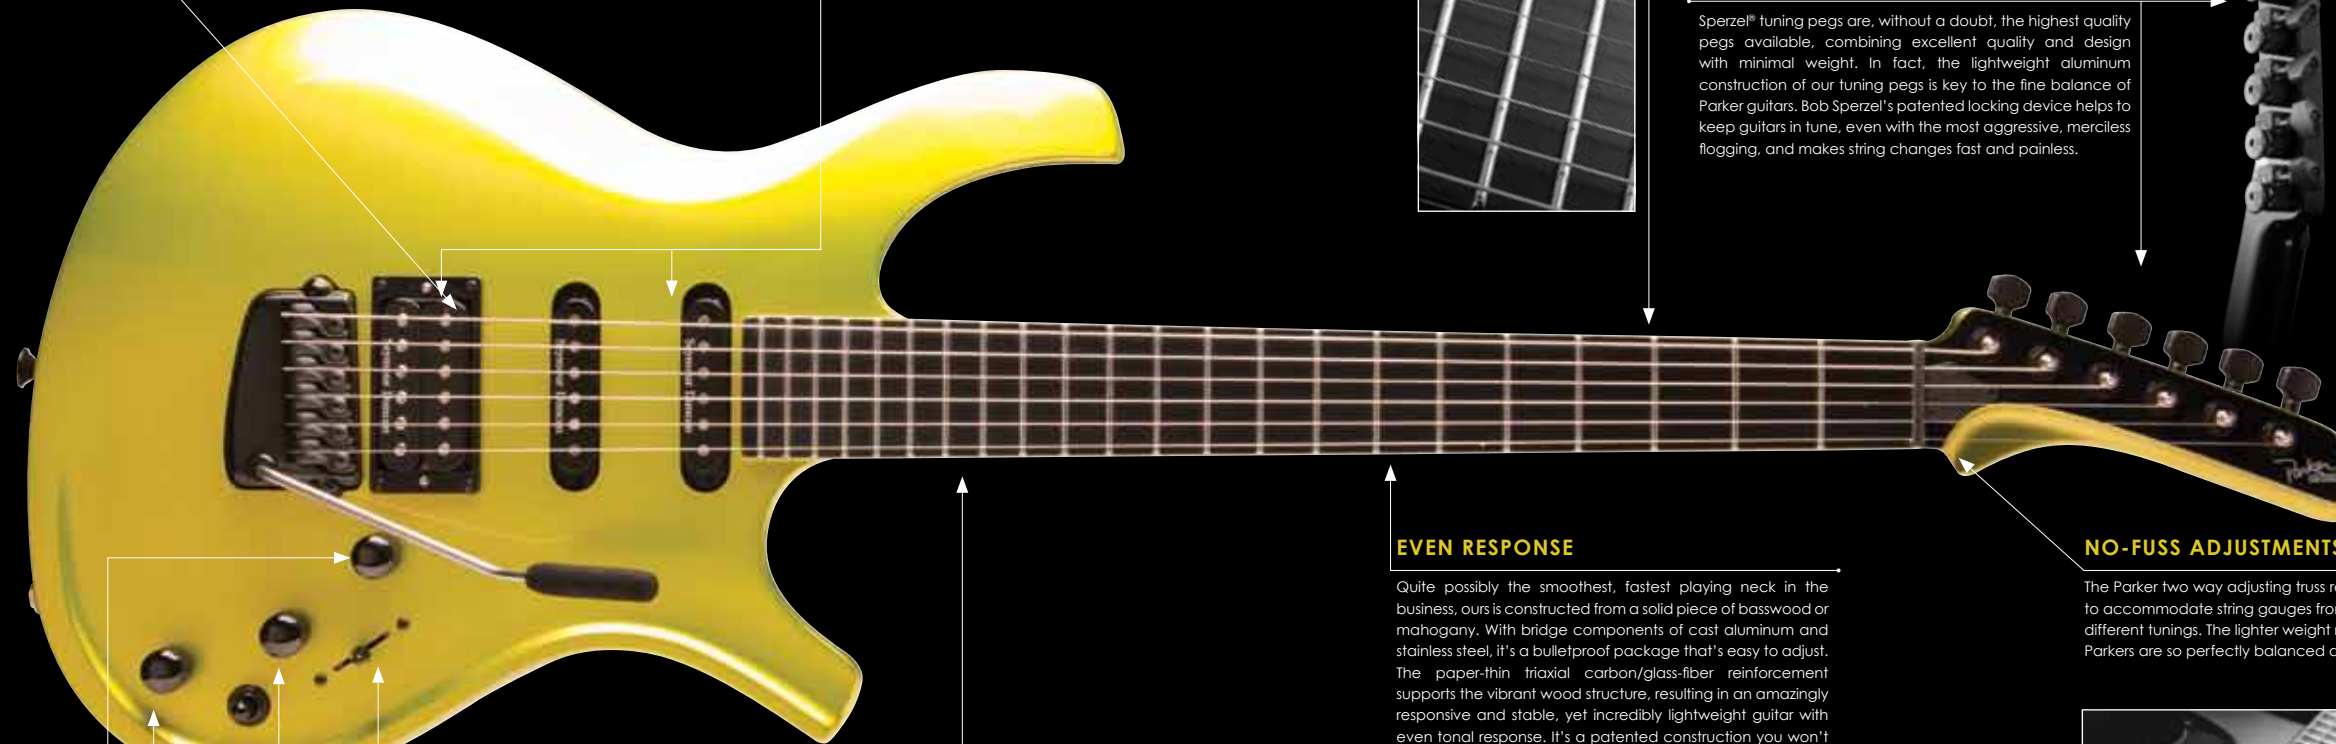 Sperzel® tuning pegs are, without a doubt, the highest quality
pegs available, combining excellent quality and design
with minimal weight. In fact, the lightweight aluminum
construction of our tuning pegs is key to the fine balance of
Parker guitars. Bob Sperzel's patented locking device helps to
keep guitars in tune, even with the most aggressive, merciless
flogging, and makes string changes fast and painless.
Parker
EVEN RESPONSE
Quite possibly the smoothest, fastest playing neck in the
business, ours is constructed from a solid piece of basswood or
mahogany. With bridge components of cast aluminum and
stainless steel, it's a bulletproof package that's easy to adjust.
The paper-thin triaxial carbon/glass-fiber reinforcement
supports the vibrant wood structure, resulting in an amazingly
responsive and stable, yet incredibly lightweight guitar with
even tonal response. It's a patented construction you won't
NO-FUSS ADJUSTMENTS
The Parker two way adjusting truss
to accommodate string gauges
different tunings. The lighter weight
Parkers are so perfectly balanced